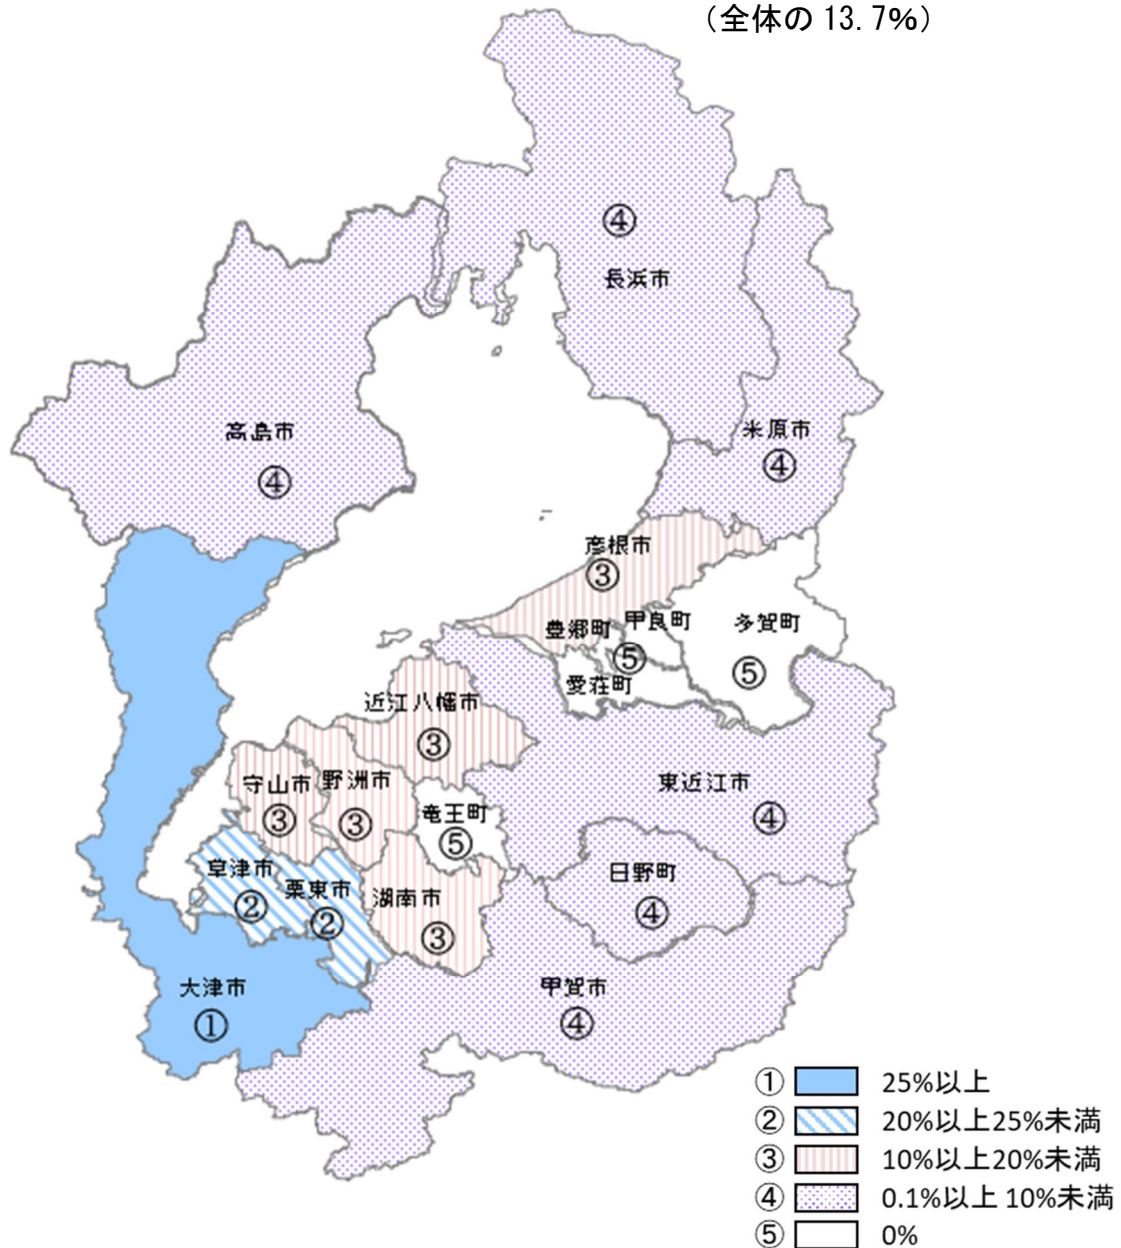 （全体の 13.7%）
④
長浜市
高島市
④
米原市
④
彦根市
③
豊郷町
甲良町
多賀町
⑤
⑤
愛荘町
近江八幡市
③
東近江市
④
守山市
③
野洲市
③
竜王町
⑤
日野町
④
草津市
②
栗東市
②
湖南市
③
大津市
①
甲賀市
④
① 25%以上
② 20%以上25%未満
③ 10%以上20%未満
④ 0.1%以上 10%未満
⑤ 0%